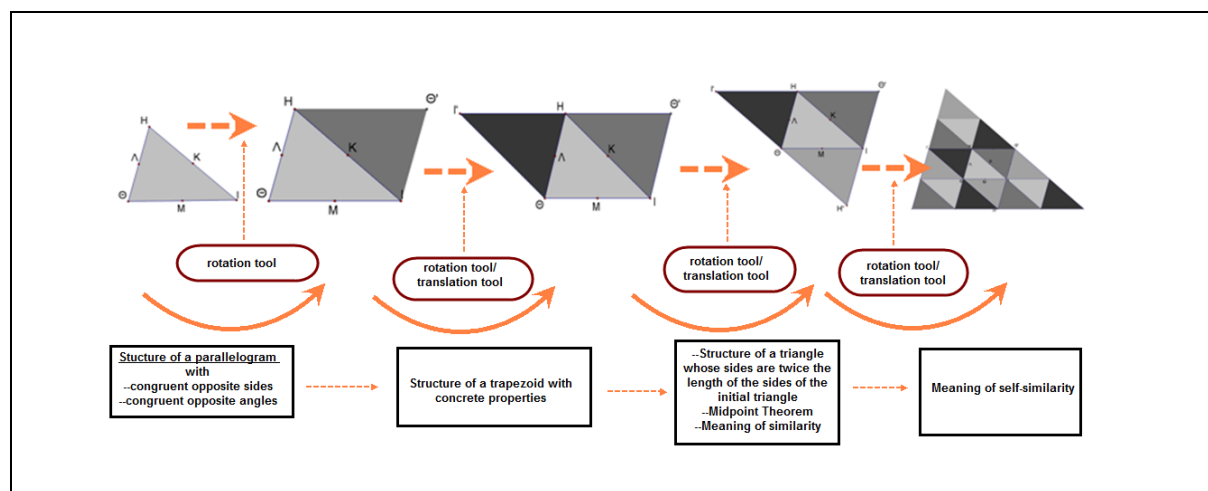 H
Λ
K
Θ
M
I
H
Θ'
Λ
K
Θ
M
I
I'
H
Θ'
Λ
K
Θ
M
I
I'
H
Θ'
Λ
K
Θ
M
I
H'
rotation tool
rotation tool/
translation tool
rotation tool/
translation tool
rotation tool/
translation tool
Stucture of a parallelogram
with
--congruent opposite sides
--congruent opposite angles
Structure of a trapezoid with
concrete properties
--Structure of a triangle
whose sides are twice the
length of the sides of the
initial triangle
--Midpoint Theorem
--Meaning of similarity
Meaning of self-similarity